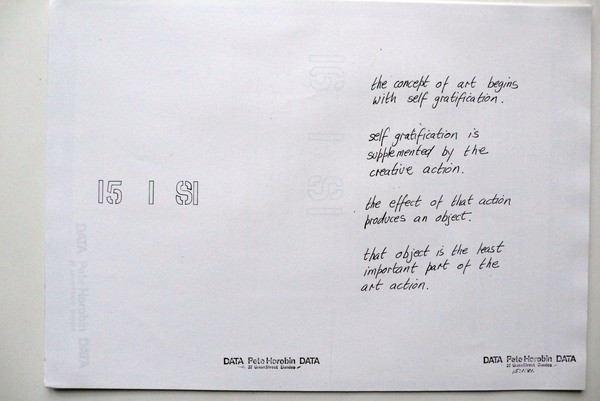 15 1 81
DATA Pete Horobin DATA
the concept of art begins
with self gratification.
self gratification is
supplemented by the
creative action.
the effect of that action
produces an object.
that object is the least
important part of the
art action.
DATA Pete Horobin DATA